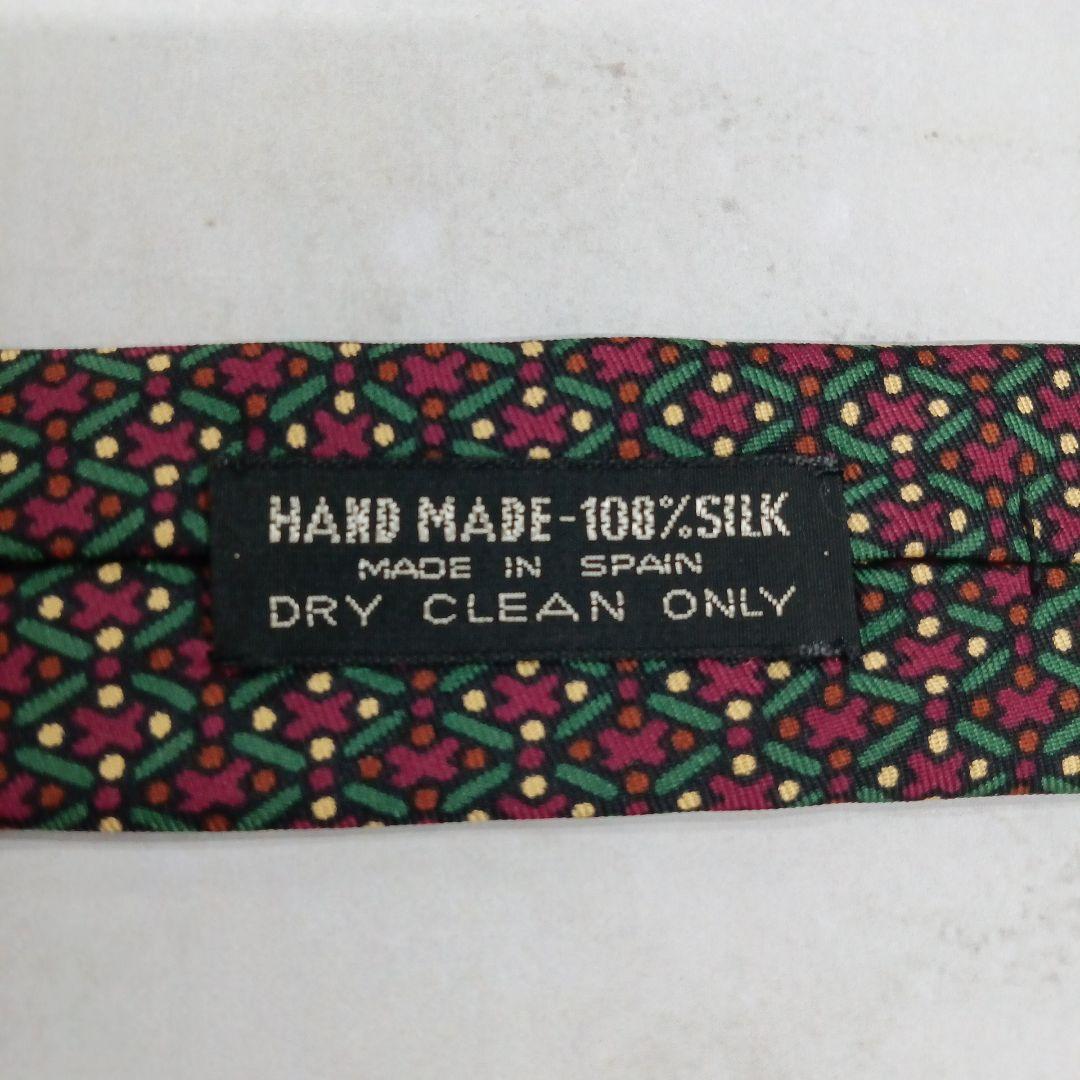 HAND MADE-100%SILK
MADE IN SPAIN
DRY CLEAN ONLY